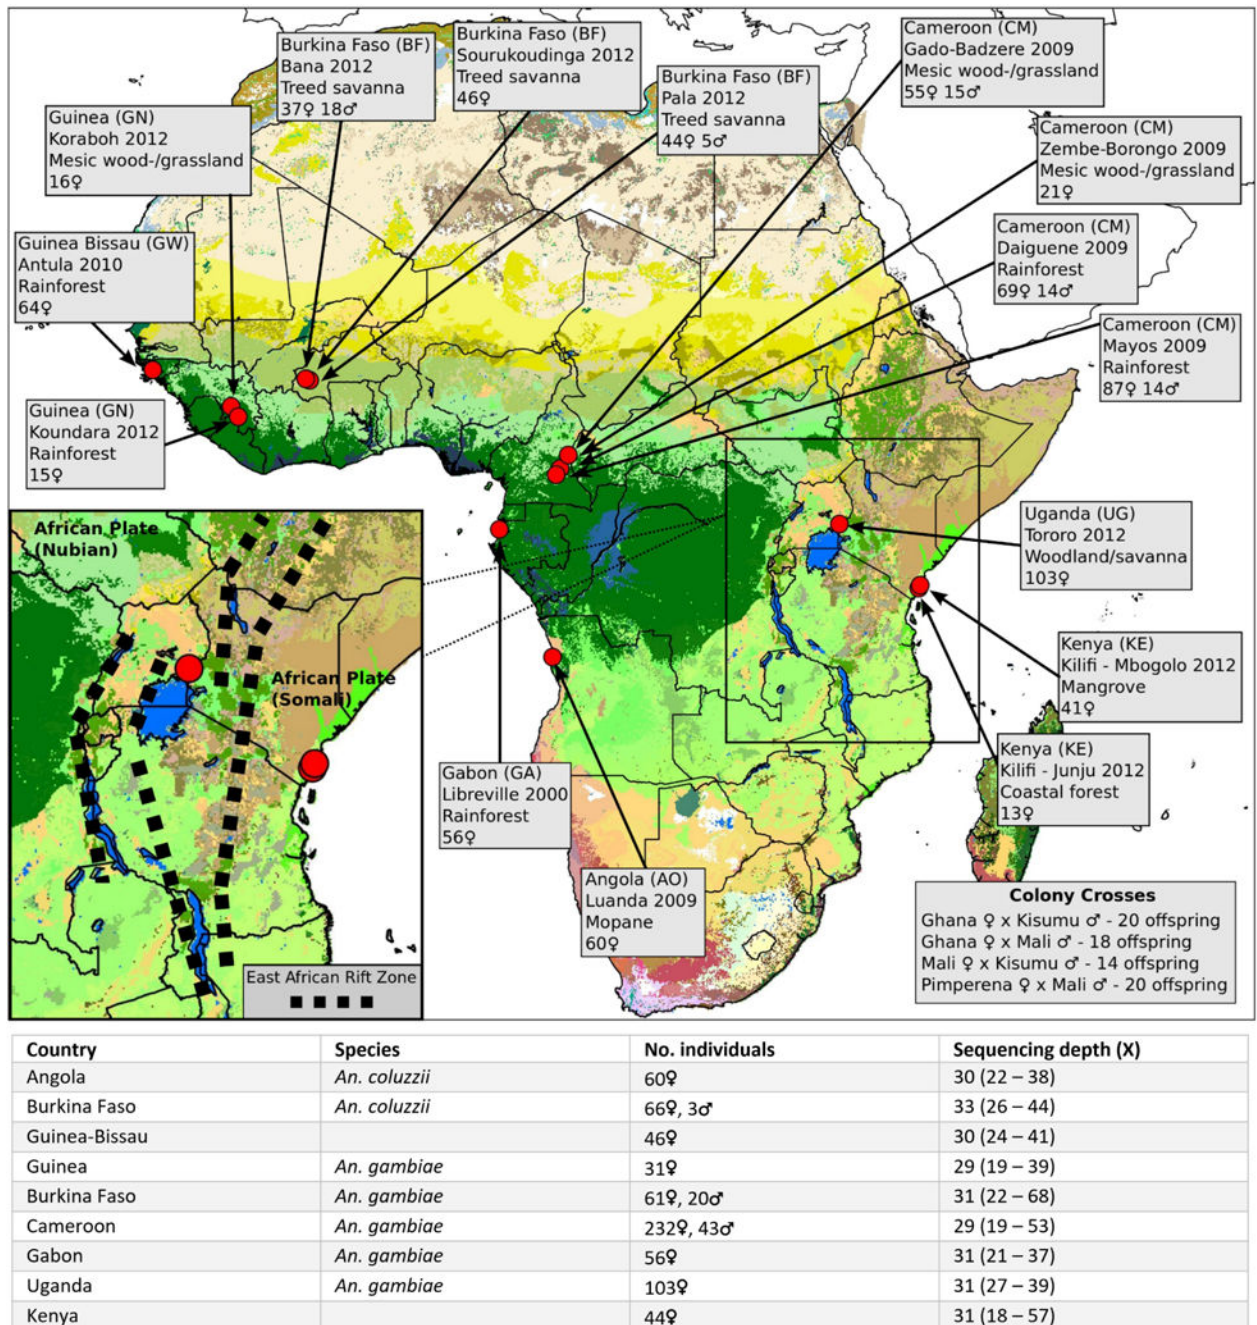 Burkina Faso (BF)
Bana 2012
Treed savanna
37♀ 18♂
Burkina Faso (BF)
Sourukoudinga 2012
Treed savanna
46♀
Burkina Faso (BF)
Pala 2012
Treed savanna
44♀ 5♂
Cameroon (CM)
Gado-Badzere 2009
Mesic wood-/grassland
55♀ 15♂
Guinea (GN)
Koraboh 2012
Mesic wood-/grassland
16♀
Cameroon (CM)
Zembe-Borongo 2009
Mesic wood-/grassland
21♀
Guinea Bissau (GW)
Antula 2010
Rainforest
64♀
Cameroon (CM)
Daiguene 2009
Rainforest
69♀ 14♂
Cameroon (CM)
Mayos 2009
Rainforest
87♀ 14♂
Guinea (GN)
Koundara 2012
Rainforest
15♀
Uganda (UG)
Tororo 2012
Woodland/savanna
103♀
African Plate
(Nubian)
African Plate
(Somali)
Kenya (KE)
Kilifi - Mbogolo 2012
Mangrove
41♀
Kenya (KE)
Kilifi - Junju 2012
Coastal forest
13♀
Gabon (GA)
Libreville 2000
Rainforest
56♀
Angola (AO)
Luanda 2009
Mopane
60♀
East African Rift Zone
Colony Crosses
Ghana ♀ x Kisumu ♂ - 20 offspring
Ghana ♀ x Mali ♂ - 18 offspring
Mali ♀ x Kisumu ♂ - 14 offspring
Pimperena ♀ x Mali ♂ - 20 offspring
Country Species No. individuals Sequencing depth (X)
Angola An. coluzzii 60♀ 30 (22 – 38)
Burkina Faso An. coluzzii 66♀, 3♂ 33 (26 – 44)
Guinea-Bissau 46♀ 30 (24 – 41)
Guinea An. gambiae 31♀ 29 (19 – 39)
Burkina Faso An. gambiae 61♀, 20♂ 31 (22 – 68)
Cameroon An. gambiae 232♀, 43♂ 29 (19 – 53)
Gabon An. gambiae 56♀ 31 (21 – 37)
Uganda An. gambiae 103♀ 31 (27 – 39)
Kenya 44♀ 31 (18 – 57)